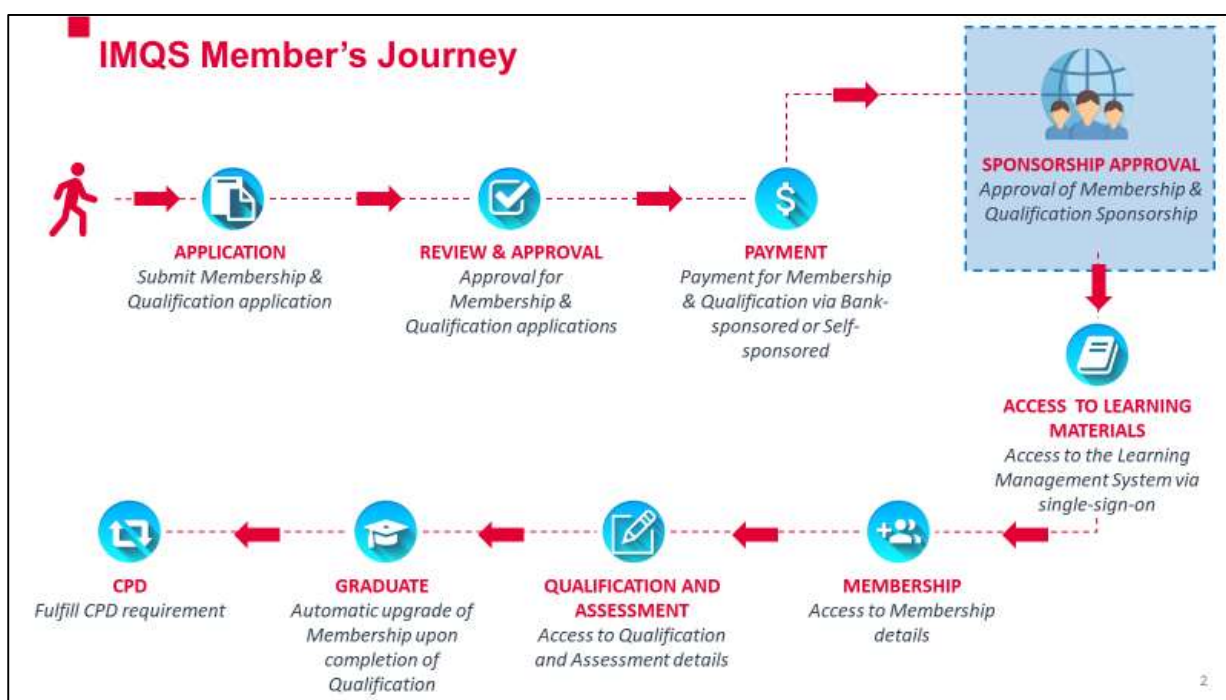 IMQS Member's Journey
SPONSORSHIP APPROVAL
Approval of Membership &
Qualification Sponsorship
APPLICATION
Submit Membership &
Qualification application
REVIEW & APPROVAL
Approval for
Membership &
Qualification applications
$
PAYMENT
Payment for Membership
& Qualification via Bank-
sponsored or Self-
sponsored
ACCESS TO LEARNING
MATERIALS
Access to the Learning
Management System via
single-sign-on
CPD
Fulfill CPD requirement
GRADUATE
Automatic upgrade of
Membership upon
completion of
Qualification
QUALIFICATION AND
ASSESSMENT
Access to Qualification
and Assessment details
MEMBERSHIP
Access to Membership
details
2